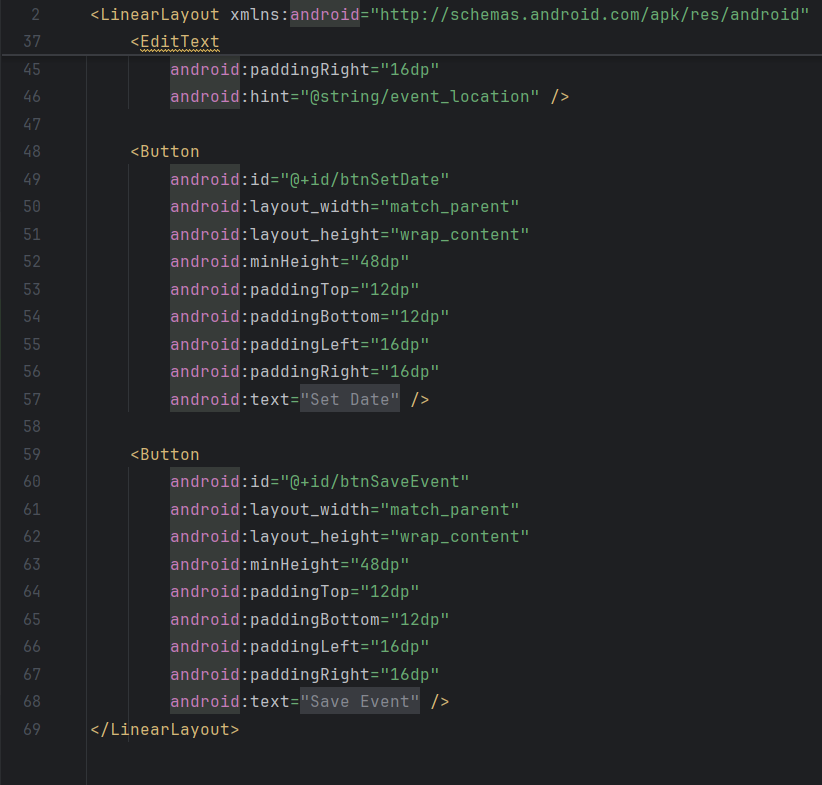 2 <LinearLayout xmlns:android="http://schemas.android.com/apk/res/android"
37 <EditText
45 android:paddingRight="16dp"
46 android:hint="@string/event_location" />
47
48 <Button
49 android:id="@+id/btnSetDate"
50 android:layout_width="match_parent"
51 android:layout_height="wrap_content"
52 android:minHeight="48dp"
53 android:paddingTop="12dp"
54 android:paddingBottom="12dp"
55 android:paddingLeft="16dp"
56 android:paddingRight="16dp"
57 android:text="Set Date" />
58
59 <Button
60 android:id="@+id/btnSaveEvent"
61 android:layout_width="match_parent"
62 android:layout_height="wrap_content"
63 android:minHeight="48dp"
64 android:paddingTop="12dp"
65 android:paddingBottom="12dp"
66 android:paddingLeft="16dp"
67 android:paddingRight="16dp"
68 android:text="Save Event" />
69 </LinearLayout>